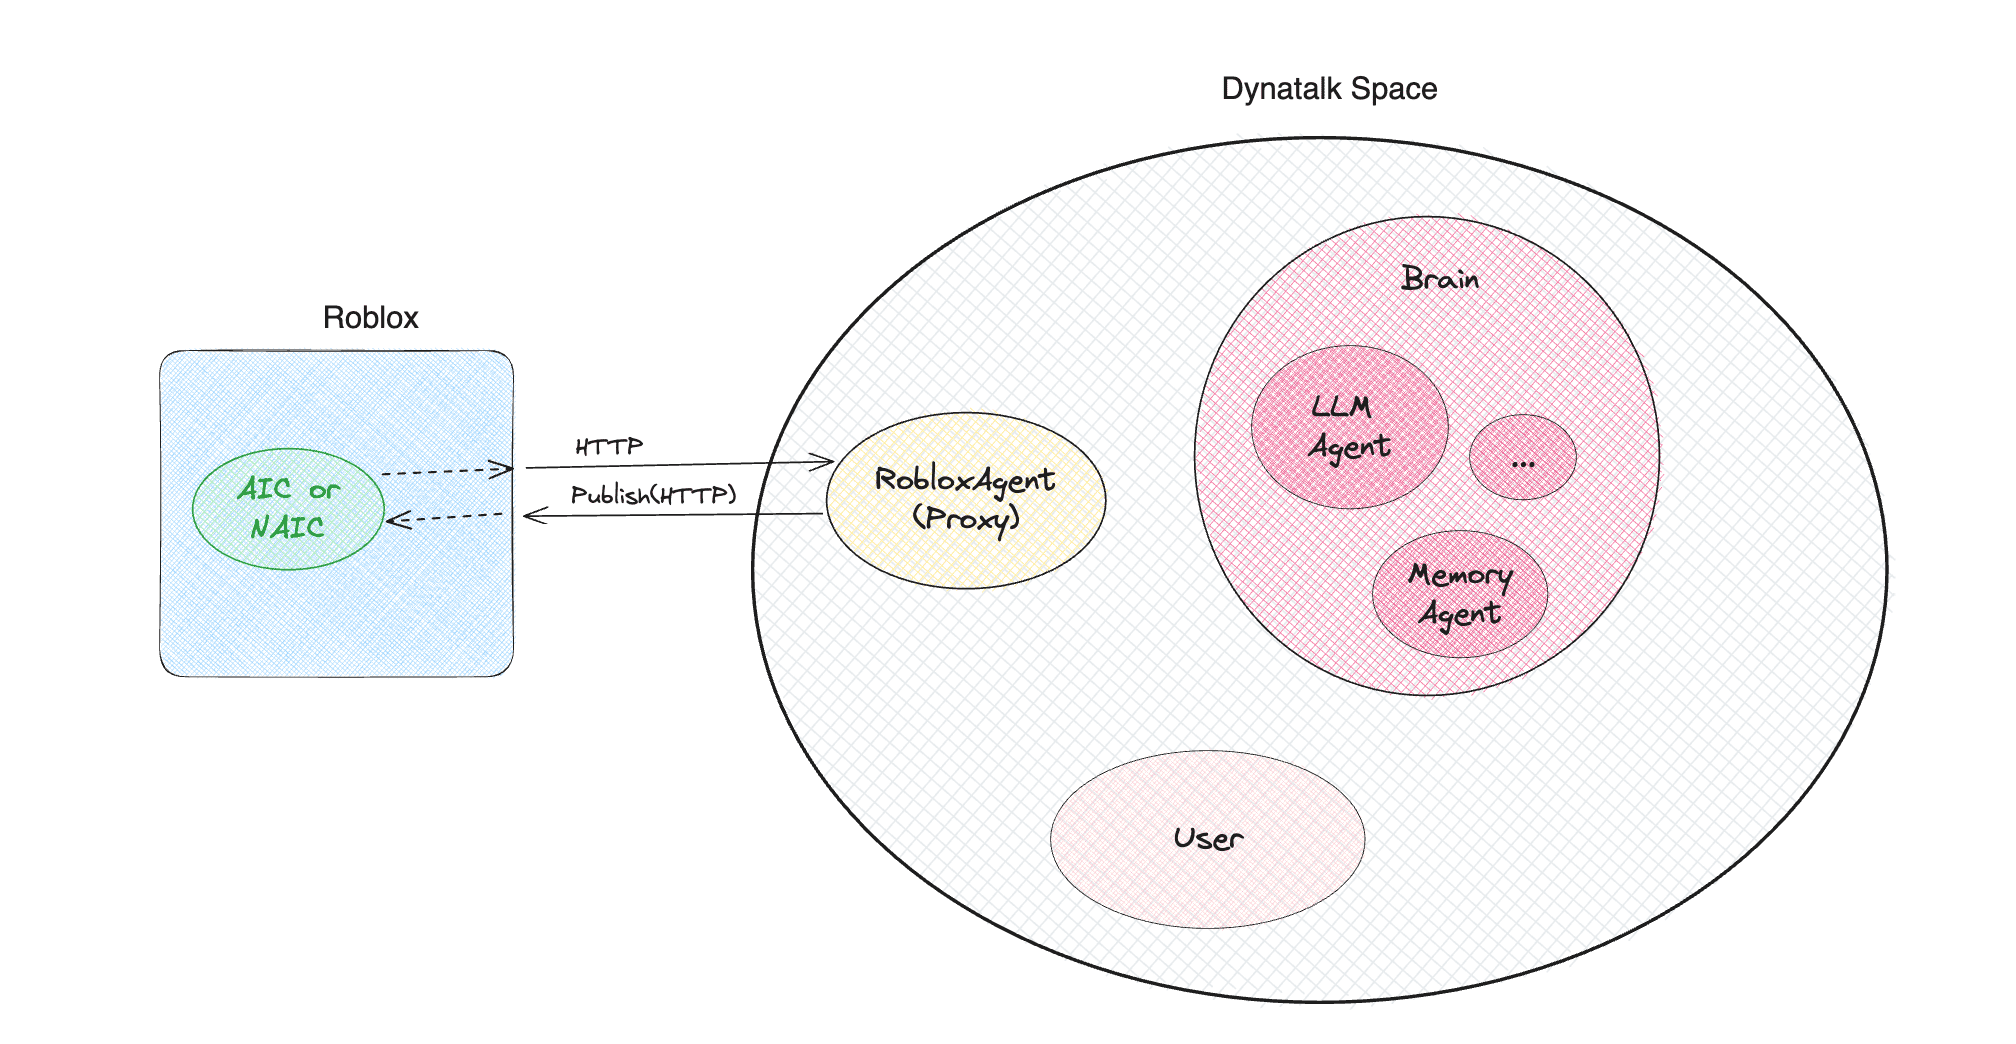 Dynatalk Space
Roblox
AIC or
NAIC
HTTP
Publish(HTTP)
RobloxAgent
(Proxy)
Brain
LLM
Agent
...
Memory
Agent
User